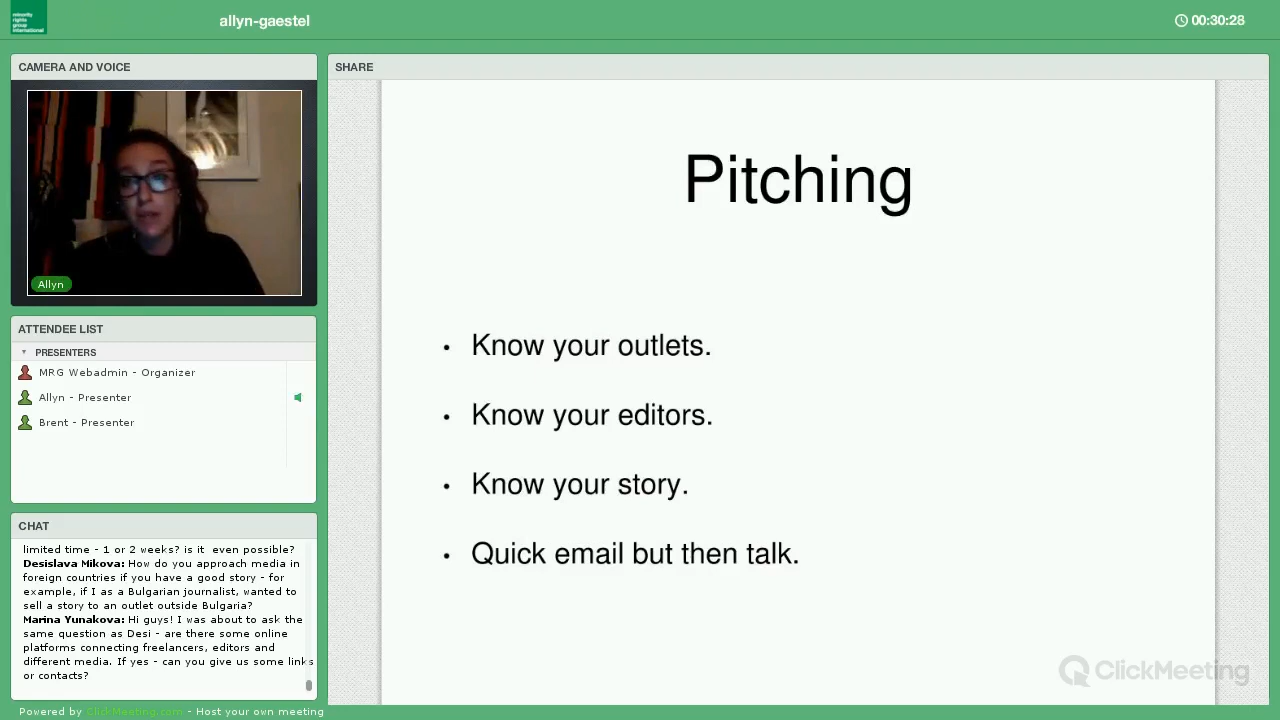 minority
rights
group
international
allyn-gaestel
00:30:28
CAMERA AND VOICE
Allyn
ATTENDEE LIST
PRESENTERS
MRG Webadmin - Organizer
Allyn - Presenter
Brent - Presenter
CHAT
limited time - 1 or 2 weeks? is it even possible?
Desislava Mikova: How do you approach media in
foreign countries if you have a good story - for
example, if I as a Bulgarian journalist, wanted to
sell a story to an outlet outside Bulgaria?
Marina Yunakova: Hi guys! I was about to ask the
same question as Desi - are there some online
platforms connecting freelancers, editors and
different media. If yes - can you give us some links
or contacts?
Powered by ClickMeeting.com - Host your own meeting
SHARE
Pitching
• Know your outlets.
• Know your editors.
• Know your story.
• Quick email but then talk.
ClickMeeting